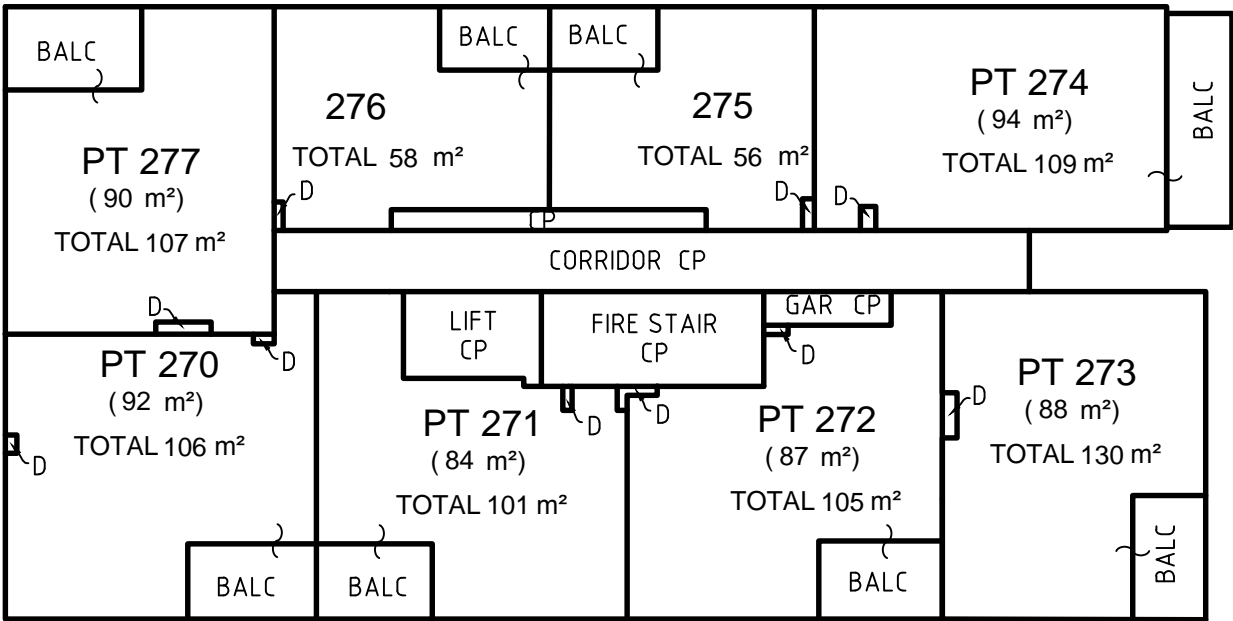 BALC
BALC
BALC
PT 274
(94 m²)
TOTAL 109 m²
BALC
276
TOTAL 58 m²
275
TOTAL 56 m²
PT 277
(90 m²)
TOTAL 107 m²
D
D
D
CP
CORRIDOR CP
D
LIFT
CP
FIRE STAIR
CP
GAR CP
D
D
PT 270
(92 m²)
TOTAL 106 m²
D
PT 271
(84 m²)
TOTAL 101 m²
D
D
PT 272
(87 m²)
TOTAL 105 m²
D
PT 273
(88 m²)
TOTAL 130 m²
BALC
BALC
BALC
BALC